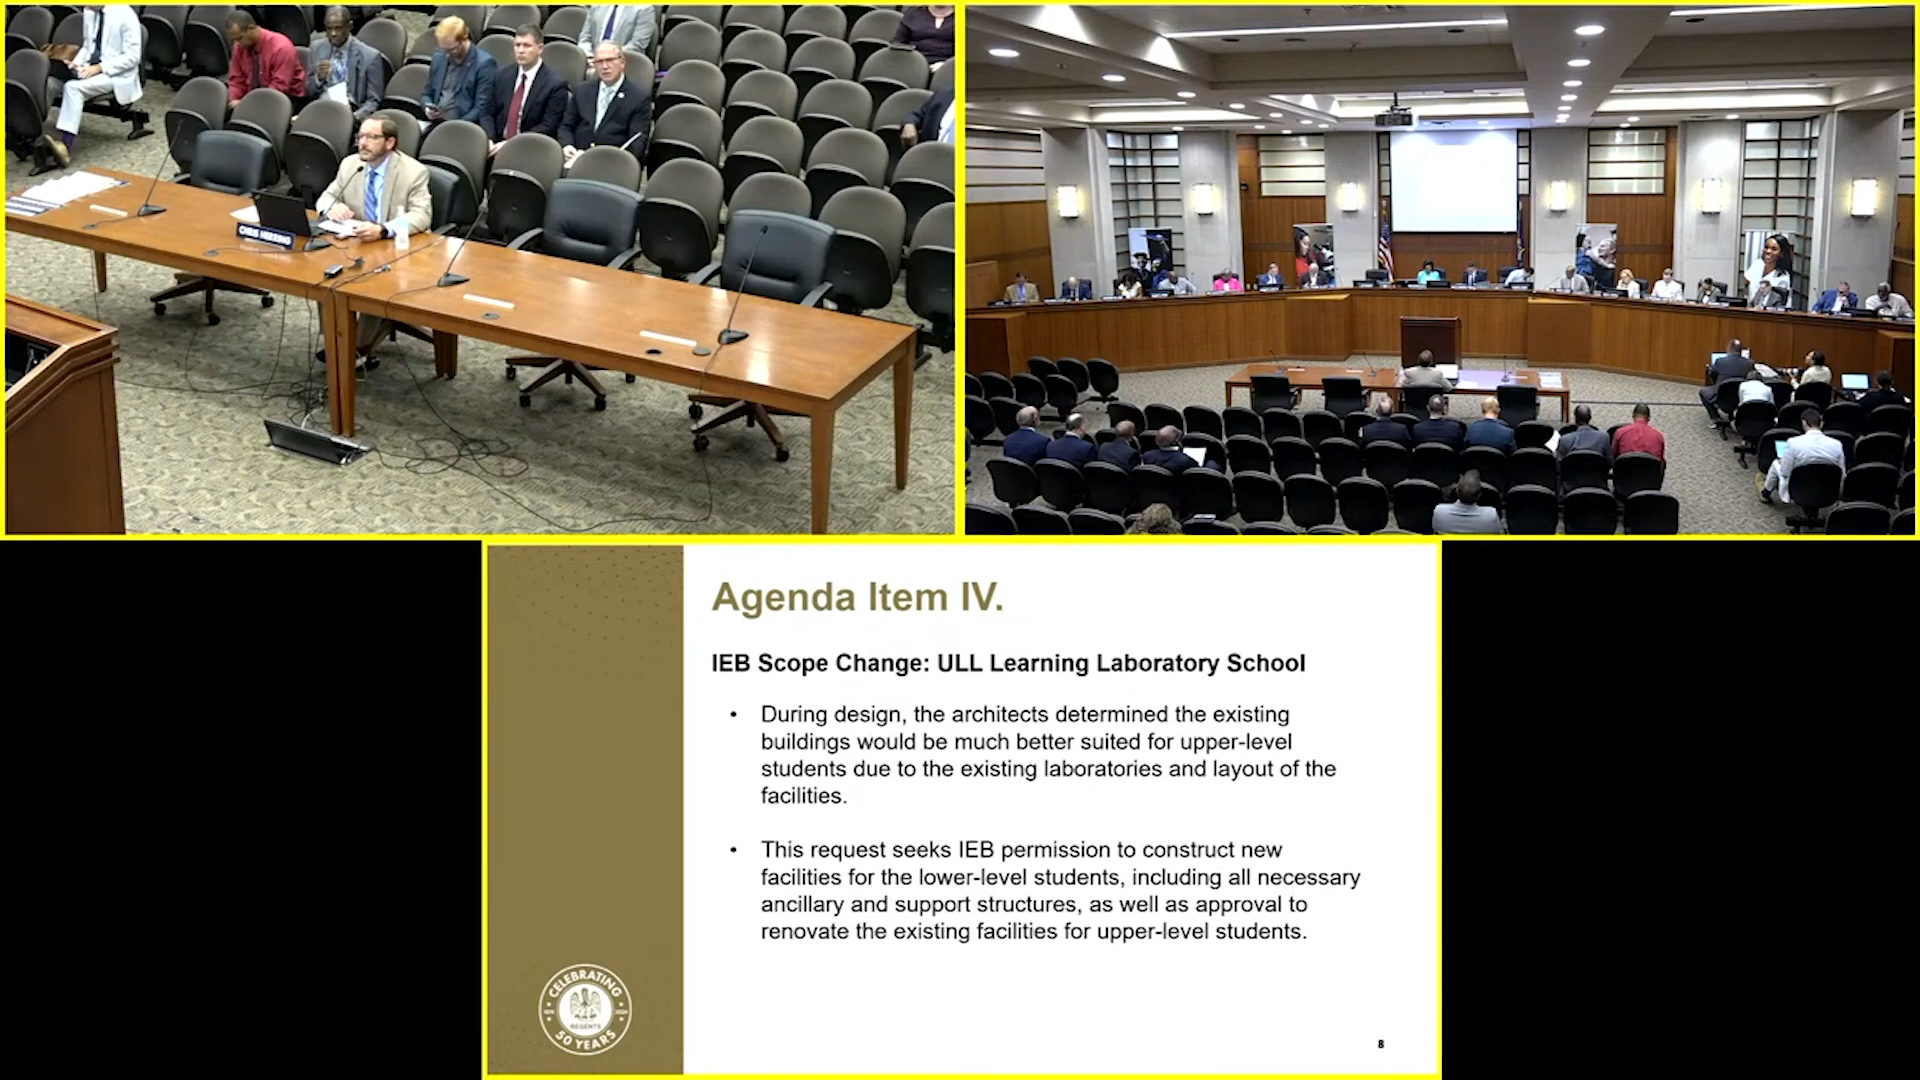 CHRIS HERRING
Agenda Item IV.
IEB Scope Change: ULL Learning Laboratory School
• During design, the architects determined the existing
buildings would be much better suited for upper-level
students due to the existing laboratories and layout of the
facilities.
• This request seeks IEB permission to construct new
facilities for the lower-level students, including all necessary
ancillary and support structures, as well as approval to
renovate the existing facilities for upper-level students.
CELEBRATING
REGENTS
50 YEARS
8